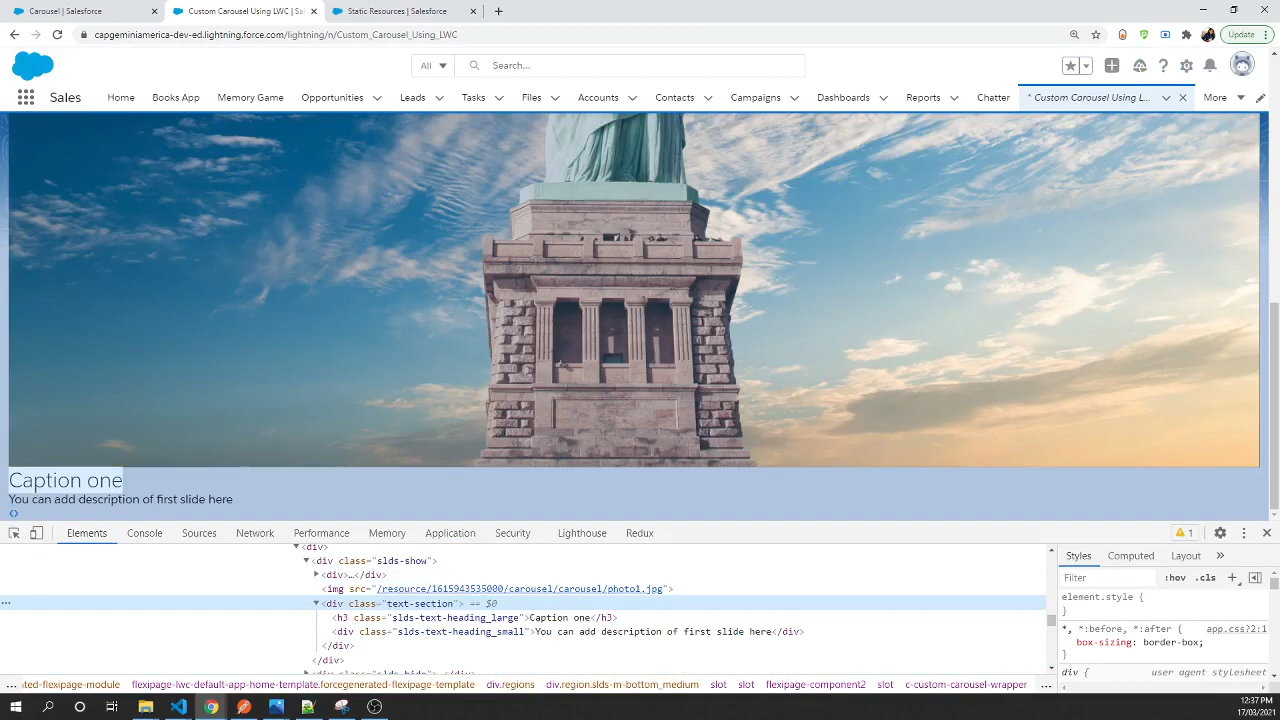 Carousel | Salesforce
Custom Carousel Using LWC | Sal
Static Resources | Salesforce
capgeminiamerica-dev-ed.lightning.force.com/lightning/n/Custom_Carousel_Using_LWC
Update
All
Search...
Sales
Home
Books App
Memory Game
Opportunities
Leads
Tasks
Files
Accounts
Contacts
Campaigns
Dashboards
Reports
Chatter
* Custom Carousel Using L...
More
Caption one
You can add description of first slide here
<>
Elements
Console
Sources
Network
Performance
Memory
Application
Security
Lighthouse
Redux
1
<div>
<div class="slds-show">
<div>…</div>
<img src="/resource/1615943535000/carousel/carousel/photo1.jpg">
<div class="text-section"> == $0
<h3 class="slds-text-heading_large">Caption one</h3>
<div class="slds-text-heading_small">You can add description of first slide here</div>
</div>
</div>
Styles
Computed
Layout
Filter
:hov
.cls
element.style {
}
*, *:before, *:after {
app.css?2:1
box-sizing: border-box;
}
div {
user agent stylesheet
...
ted-flexipage-module
flexipage-lwc-default-app-home-template.forcegenerated-flexipage-template
div.regions
div.region.slds-m-bottom_medium
slot
slot
flexipage-component2
slot
c-custom-carousel-wrapper
...
12:37 PM
17/03/2021